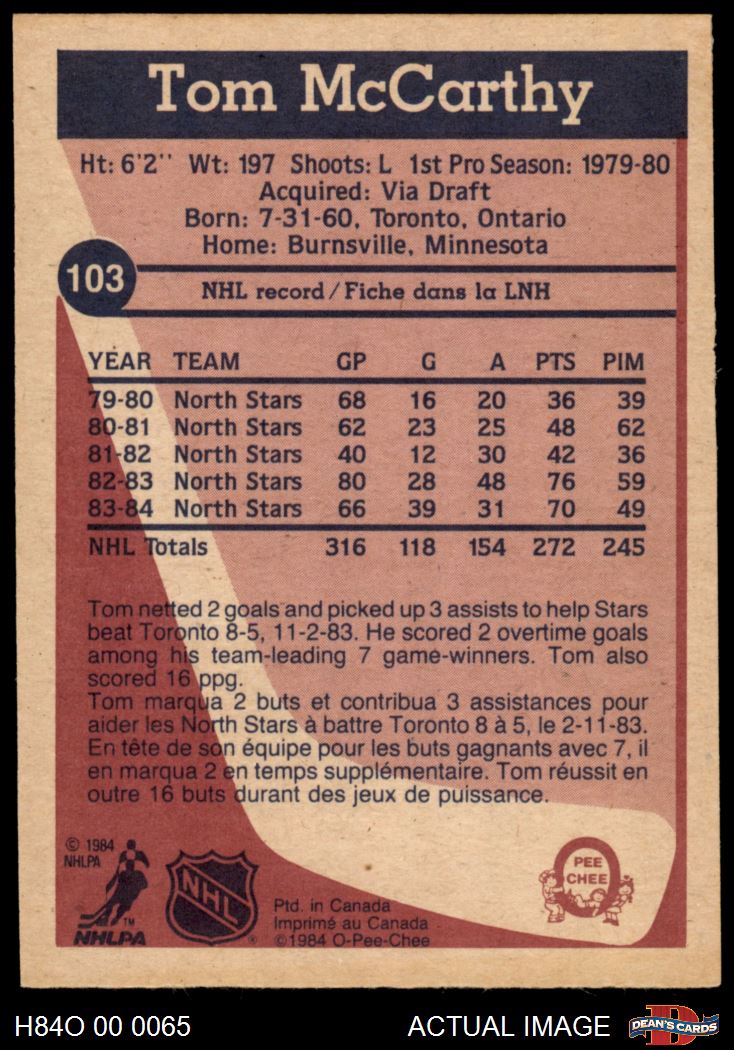 Tom McCarthy
Ht: 6'2'' Wt: 197 Shoots: L 1st Pro Season: 1979-80
Acquired: Via Draft
Born: 7-31-60, Toronto, Ontario
Home: Burnsville, Minnesota
103
NHL record / Fiche dans la LNH
YEAR TEAM GP G A PTS PIM
79-80 North Stars 68 16 20 36 39
80-81 North Stars 62 23 25 48 62
81-82 North Stars 40 12 30 42 36
82-83 North Stars 80 28 48 76 59
83-84 North Stars 66 39 31 70 49
NHL Totals 316 118 154 272 245
Tom netted 2 goals and picked up 3 assists to help Stars
beat Toronto 8-5, 11-2-83. He scored 2 overtime goals
among his team-leading 7 game-winners. Tom also
scored 16 ppg.
Tom marqua 2 buts et contribua 3 assistances pour
aider les North Stars à battre Toronto 8 à 5, le 2-11-83.
En tête de son équipe pour les buts gagnants avec 7, il
en marqua 2 en temps supplémentaire. Tom réussit en
outre 16 buts durant des jeux de puissance.
© 1984
NHLPA
TM
NHLPA
NHL
®
Ptd. in Canada
Imprimé au Canada
©1984 O-Pee-Chee
O
PEE
CHEE
H84O 00 0065
ACTUAL IMAGE
D
DEAN'S CARDS